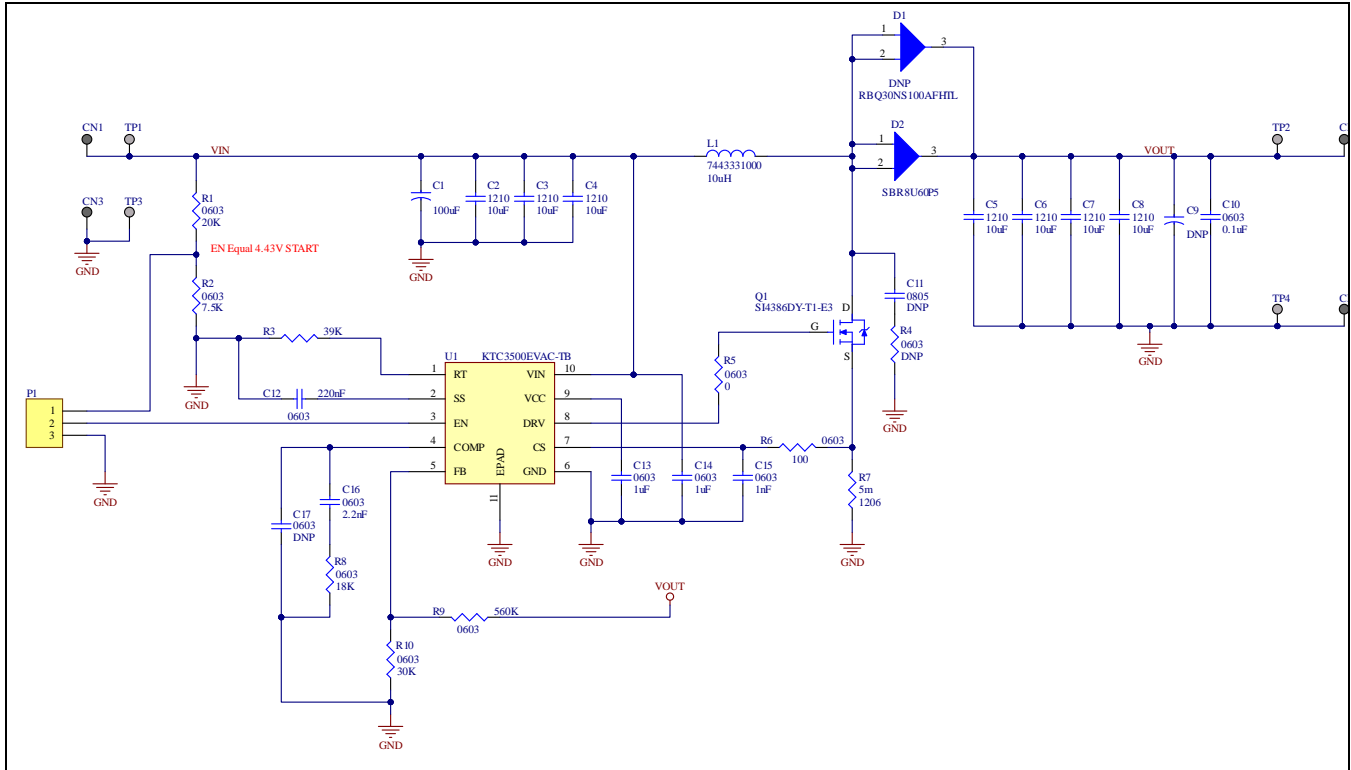 D1
1
2
3
DNP
RBQ30NS100AFHTL
CN1
TP1
VIN
L1
7443331000
10uH
D2
1
2
3
SBR8U60P5
VOUT
TP2
C
CN3
TP3
GND
R1
0603
20K
EN Equal 4.43V START
R2
0603
7.5K
C1
100uF
C2
1210
10uF
C3
1210
10uF
C4
1210
10uF
GND
C5
1210
10uF
C6
1210
10uF
C7
1210
10uF
C8
1210
10uF
C9
DNP
C10
0603
0.1uF
TP4
C
GND
Q1
SI4386DY-T1-E3
D
G
S
C11
0805
DNP
R4
0603
DNP
GND
R3
39K
GND
C12
220nF
0603
U1
KTC3500EVAC-TB
1
RT
2
SS
3
EN
4
COMP
5
FB
VIN
10
VCC
9
DRV
8
CS
7
GND
6
EPAD
11
GND
R5
0603
0
P1
1
2
3
GND
R6
0603
100
R7
5m
1206
GND
C13
0603
1uF
C14
0603
1uF
C15
0603
1nF
GND
C16
0603
2.2nF
C17
0603
DNP
R8
0603
18K
VOUT
R9
560K
0603
R10
0603
30K
GND